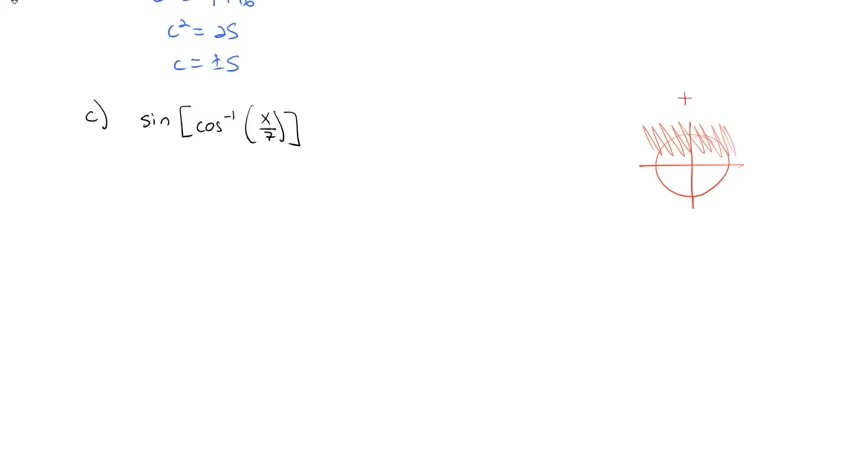 c² = 25
c = ±5
c) sin [cos⁻¹ (x/7)]
+